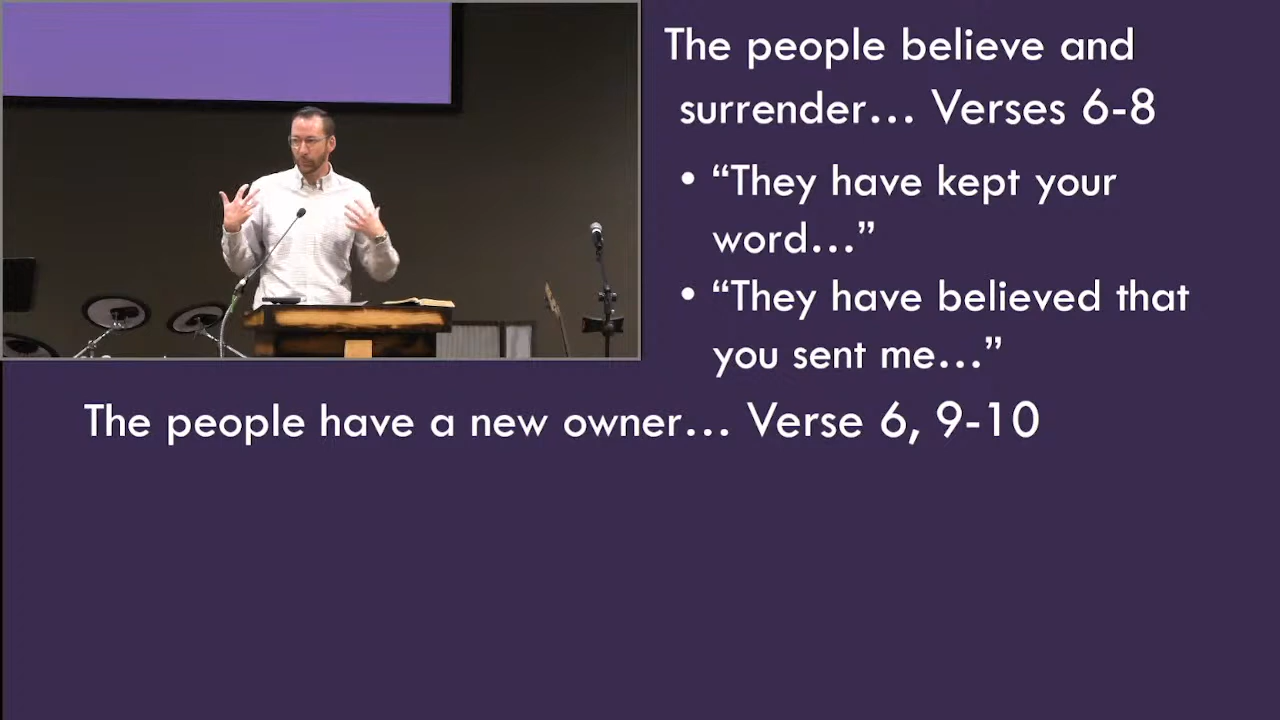 The people believe and
surrender… Verses 6-8
• “They have kept your
word…”
• “They have believed that
you sent me…”
The people have a new owner… Verse 6, 9-10